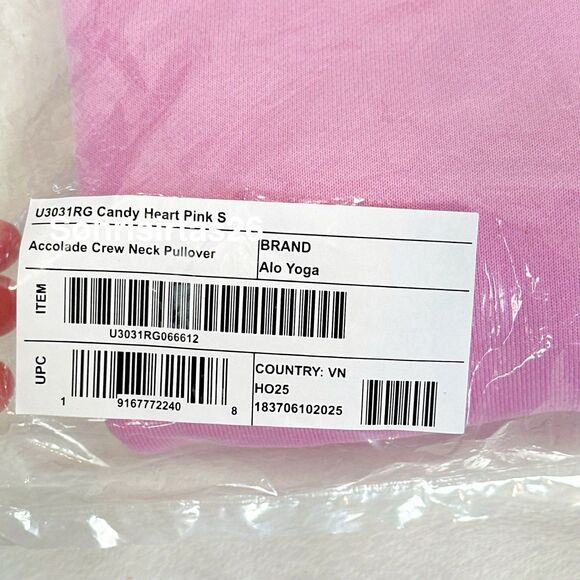 U3031RG Candy Heart Pink S
Accolade Crew Neck Pullover
BRAND
Alo Yoga
ITEM
U3031RG066612
UPC
1 9167772240 8
COUNTRY: VN
HO25
183706102025